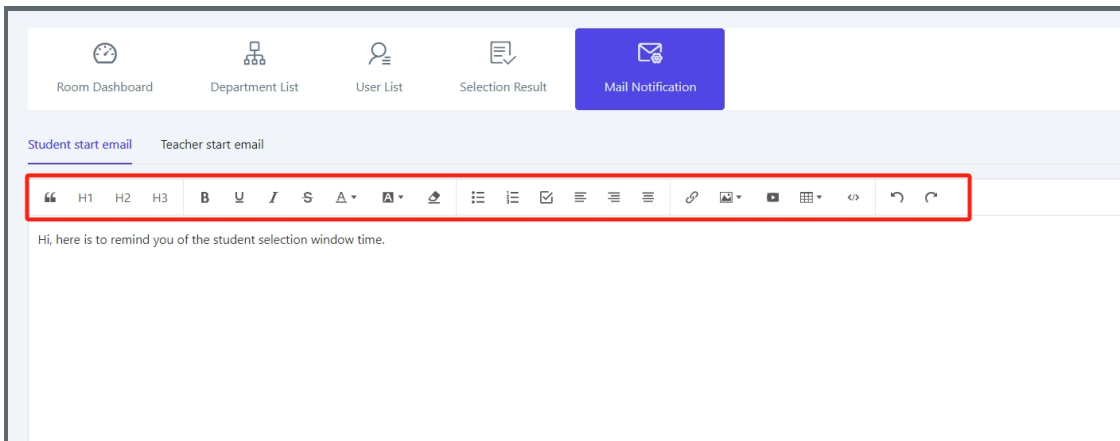 Room Dashboard Department List User List Selection Result Mail Notification
Student start email Teacher start email
H1 H2 H3 B U I S A A
Hi, here is to remind you of the student selection window time.